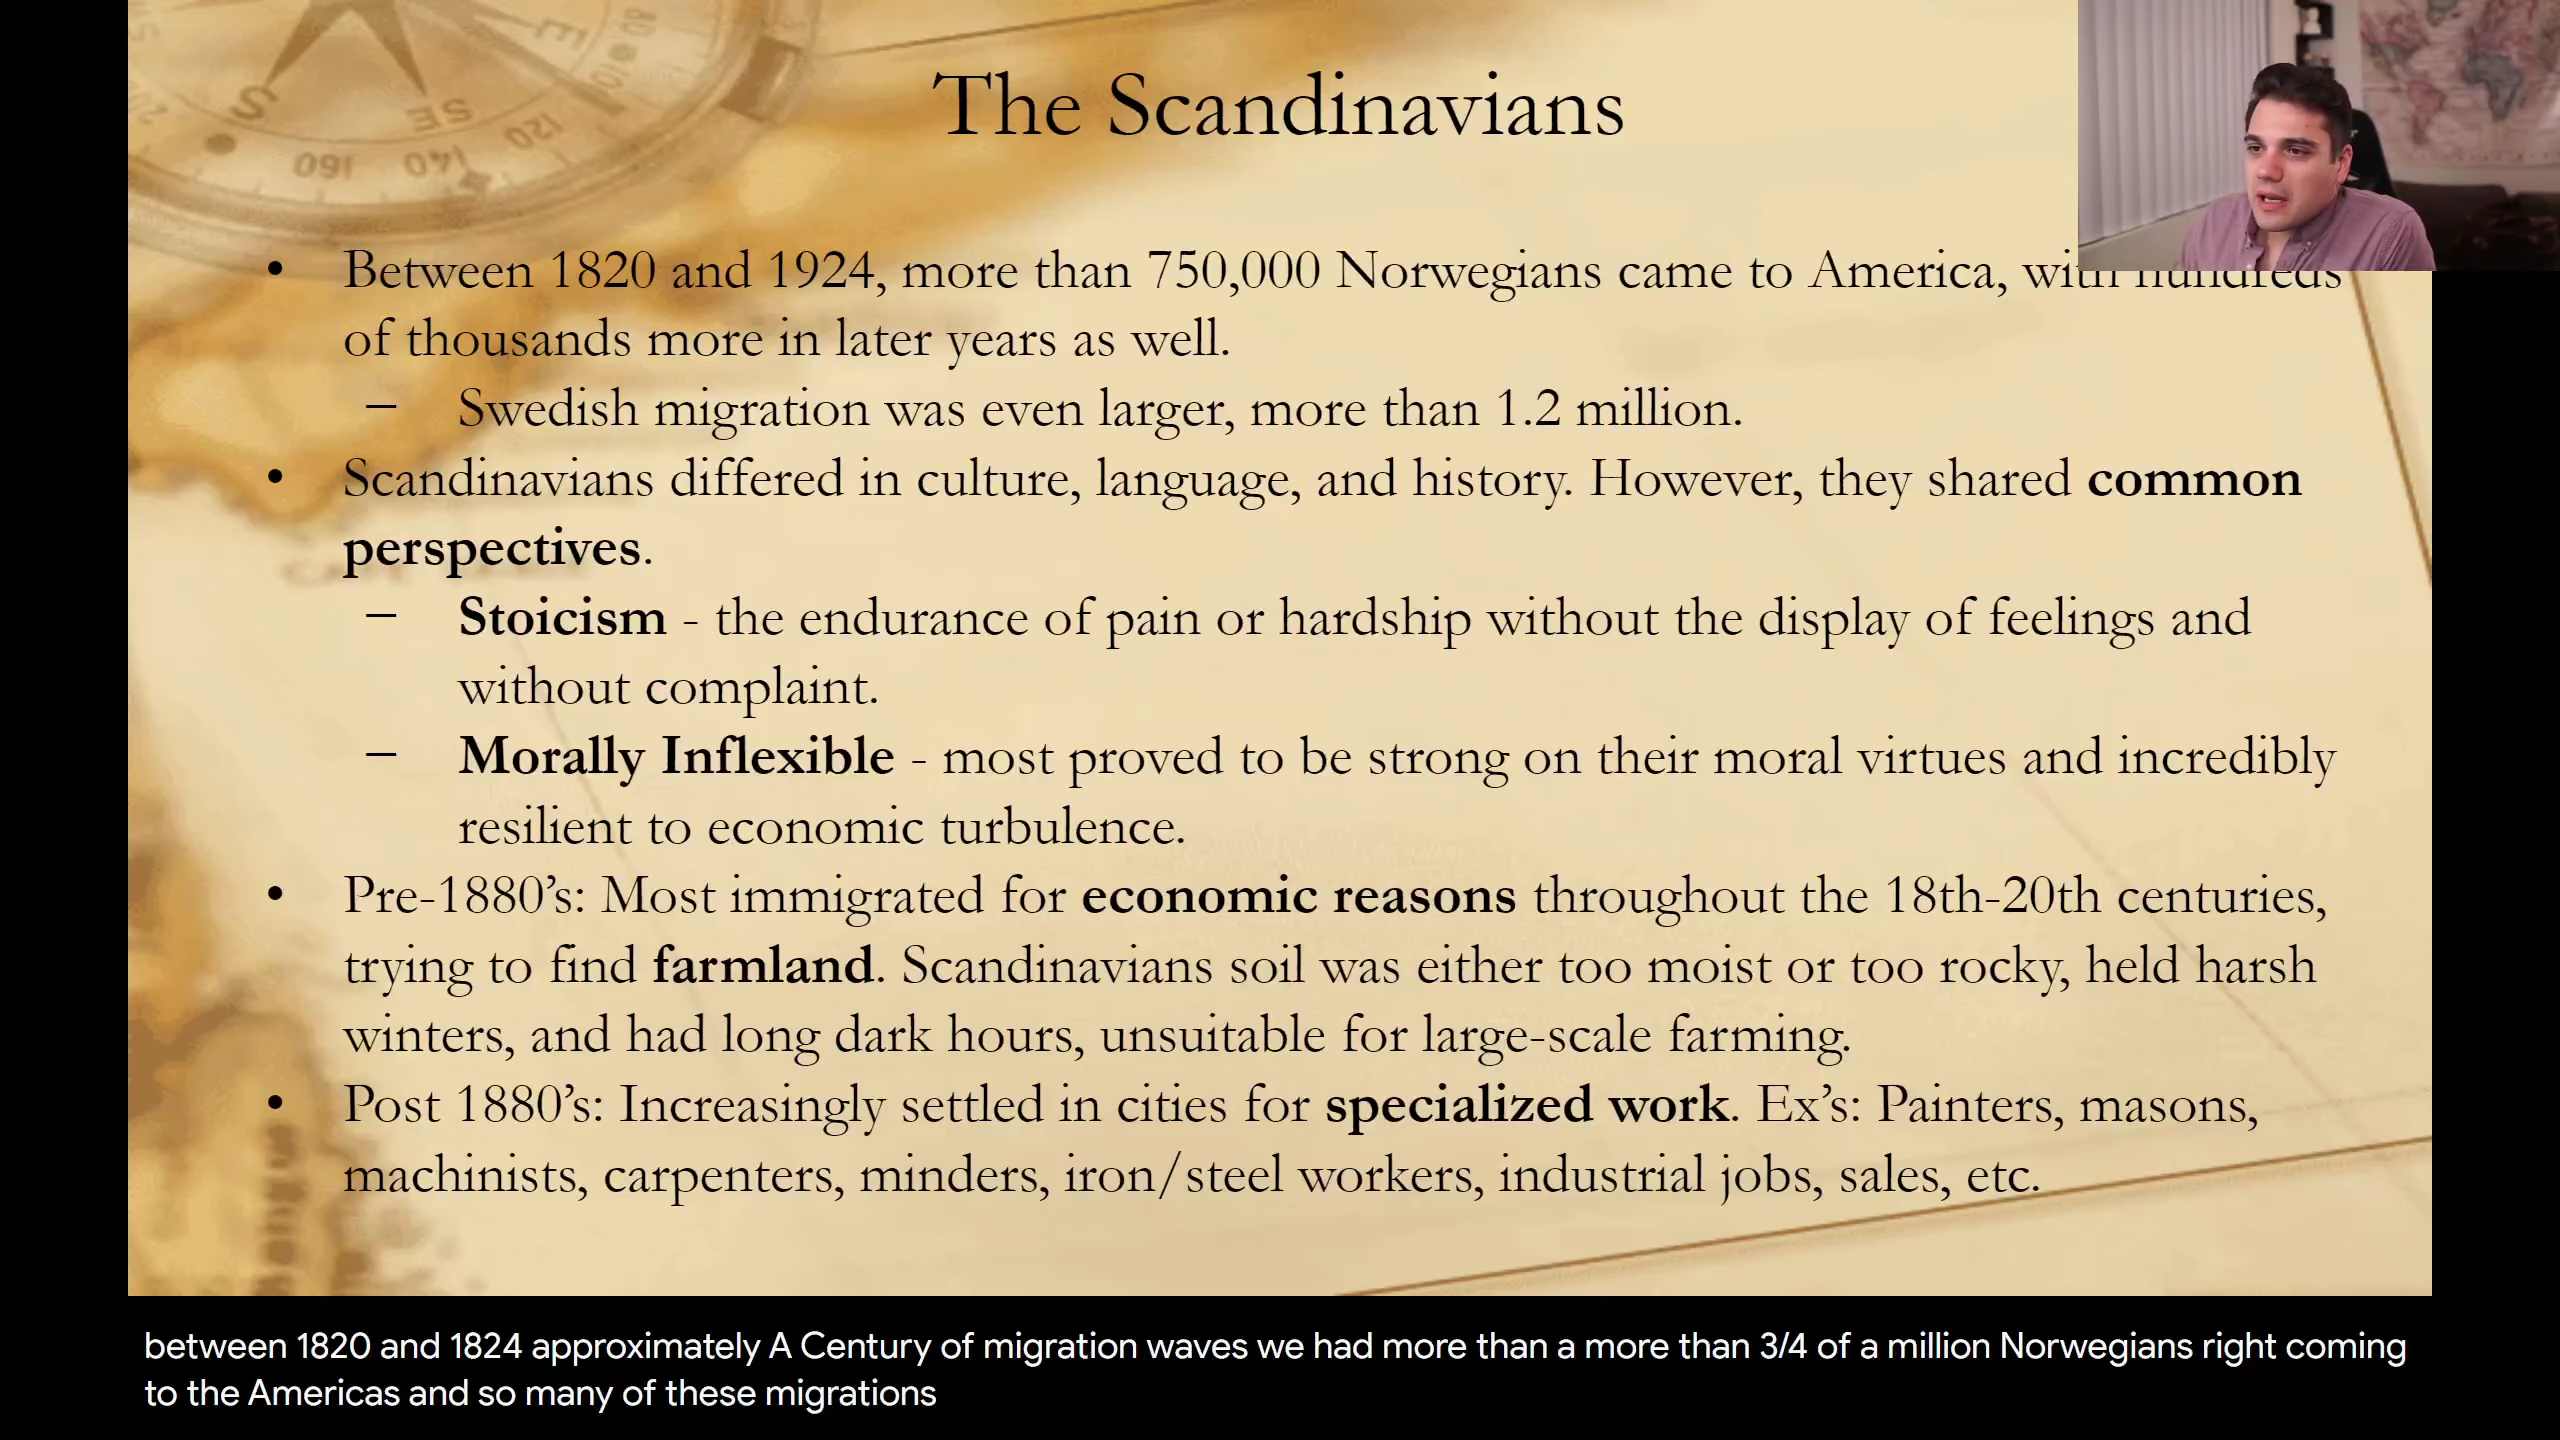 The Scandinavians
• Between 1820 and 1924, more than 750,000 Norwegians came to America, with hundreds
of thousands more in later years as well.
– Swedish migration was even larger, more than 1.2 million.
• Scandinavians differed in culture, language, and history. However, they shared common
perspectives.
– Stoicism - the endurance of pain or hardship without the display of feelings and
without complaint.
– Morally Inflexible - most proved to be strong on their moral virtues and incredibly
resilient to economic turbulence.
• Pre-1880’s: Most immigrated for economic reasons throughout the 18th-20th centuries,
trying to find farmland. Scandinavians soil was either too moist or too rocky, held harsh
winters, and had long dark hours, unsuitable for large-scale farming.
• Post 1880’s: Increasingly settled in cities for specialized work. Ex’s: Painters, masons,
machinists, carpenters, minders, iron/steel workers, industrial jobs, sales, etc.
between 1820 and 1824 approximately A Century of migration waves we had more than a more than 3/4 of a million Norwegians right coming
to the Americas and so many of these migrations
S
SE
E
120
140
160